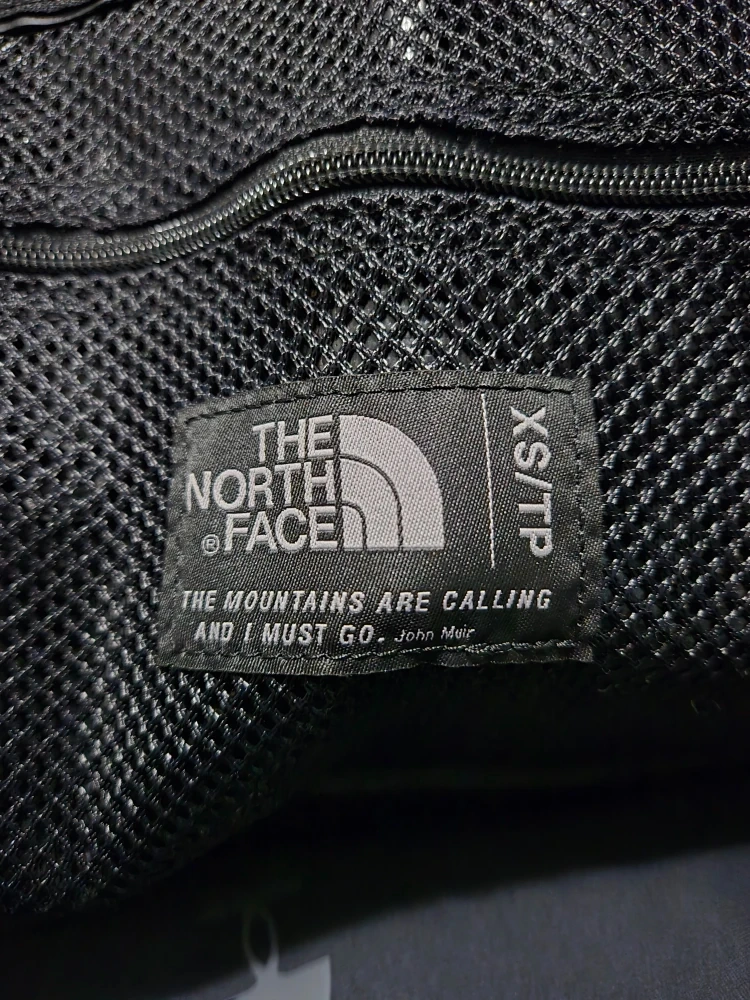 THE
NORTH
®FACE
XS/TP
THE MOUNTAINS ARE CALLING
AND I MUST GO. John Muir